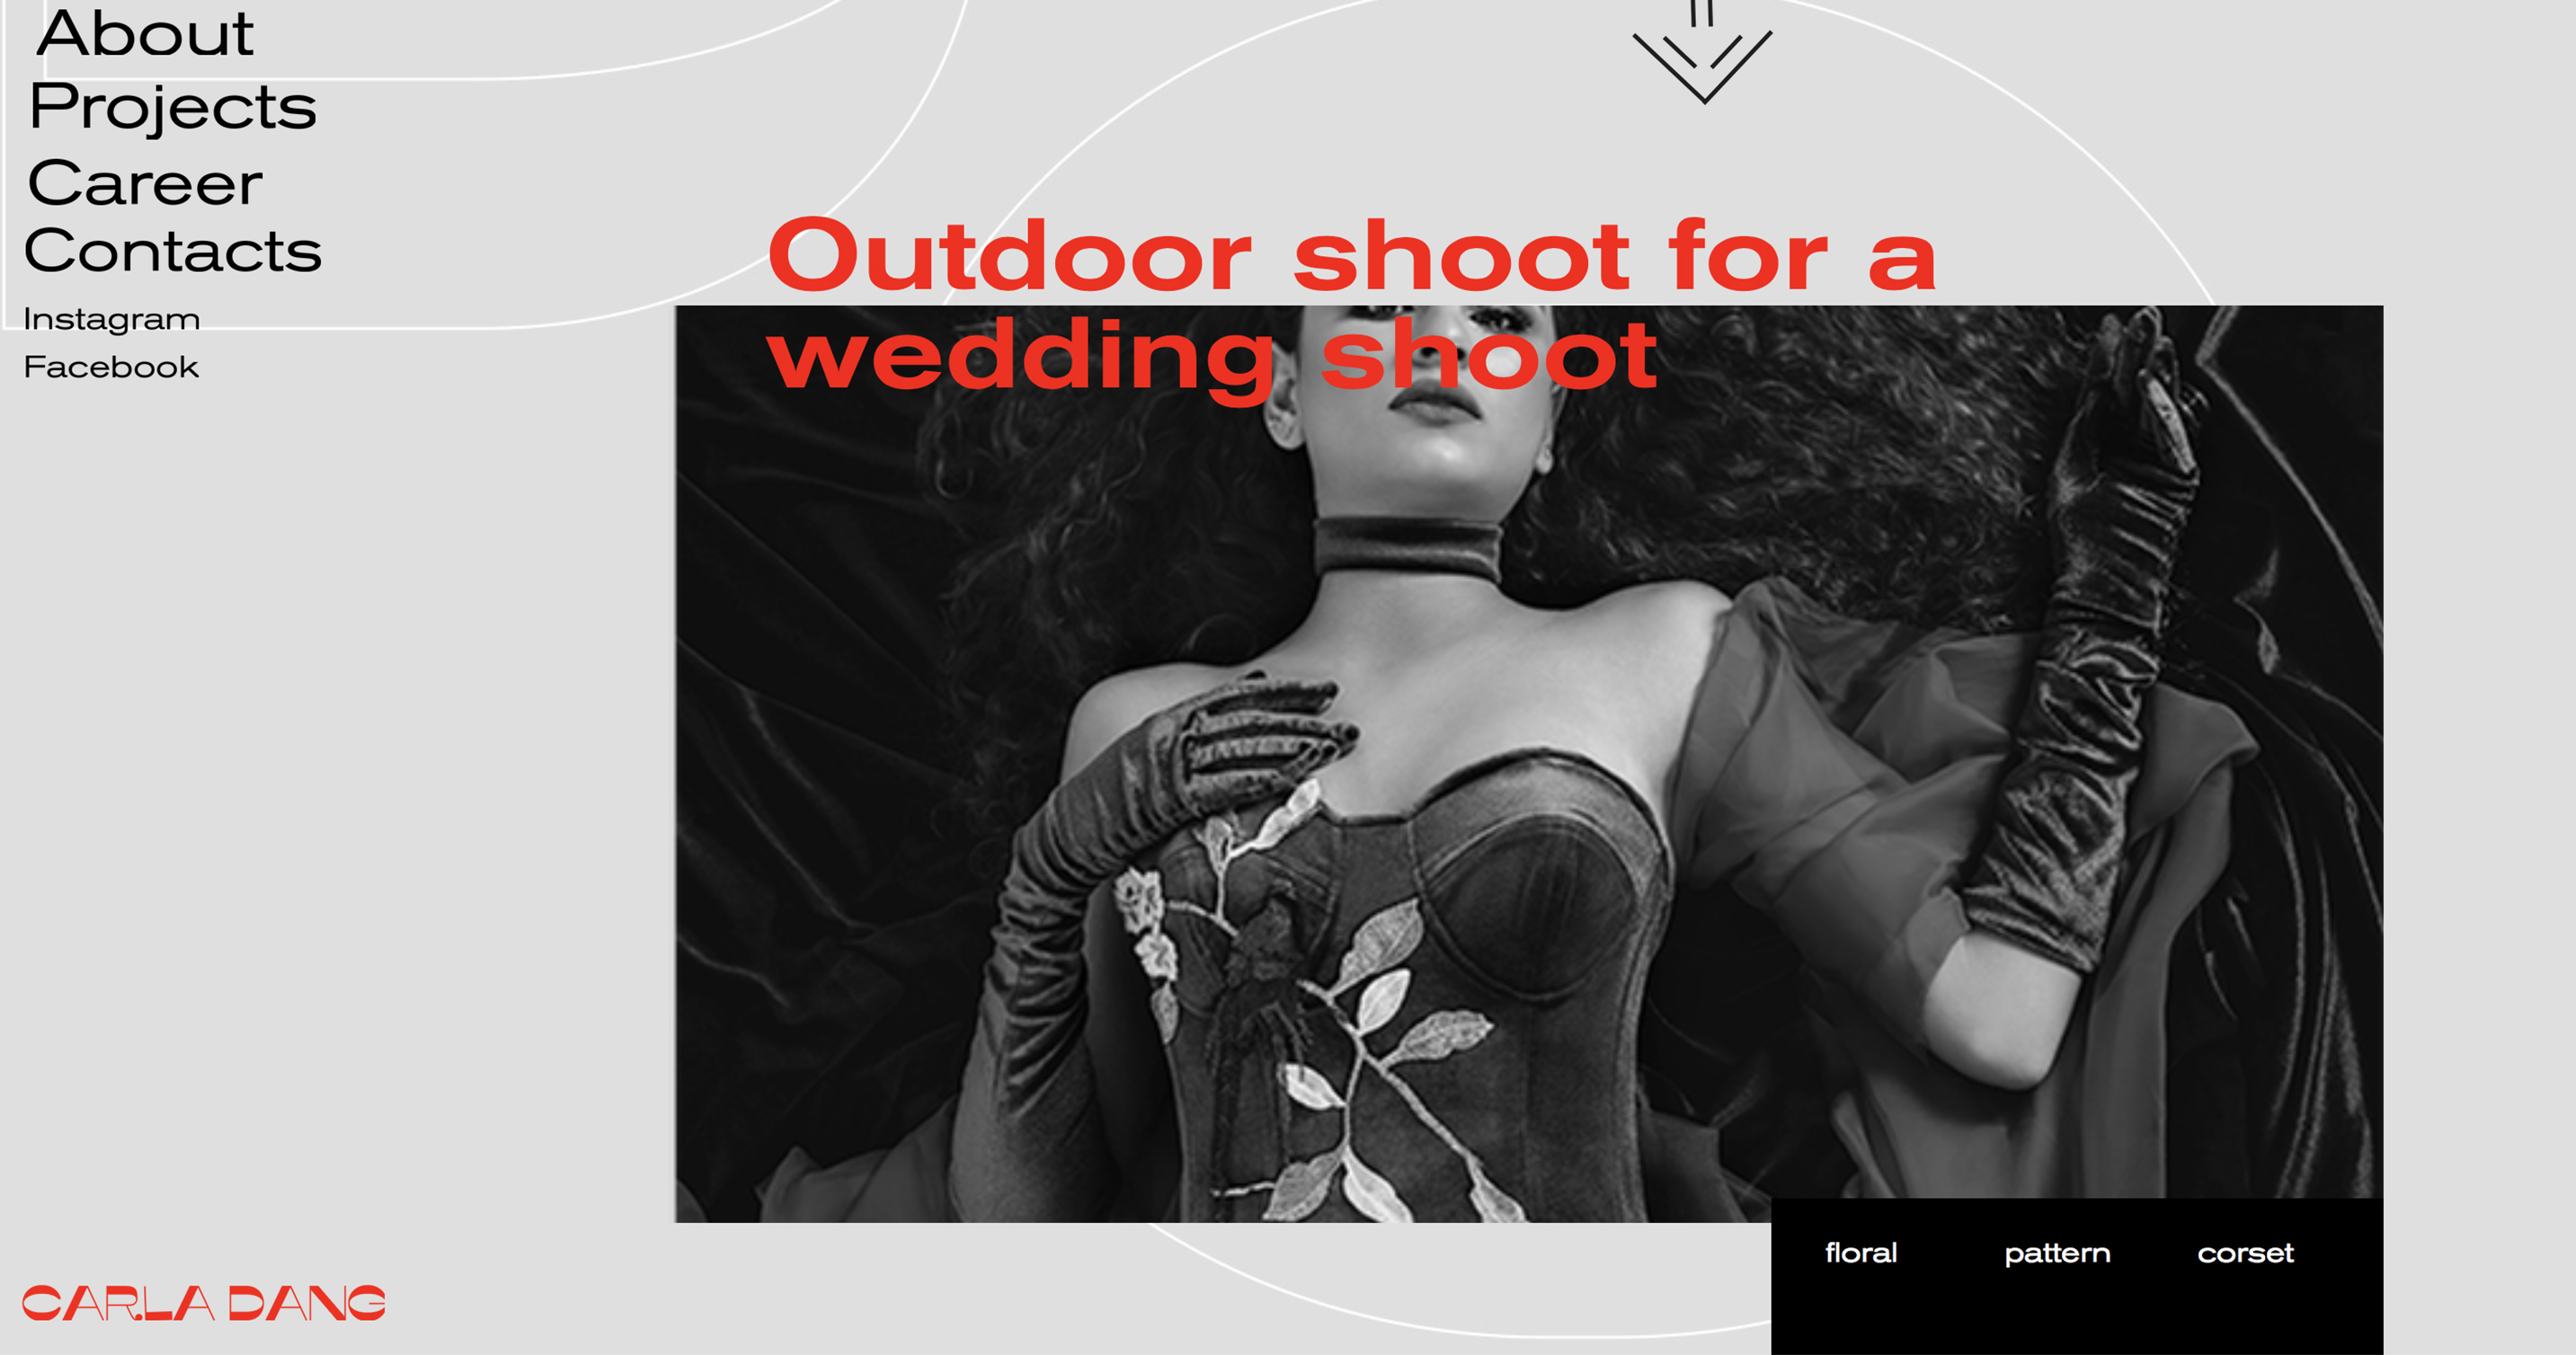 About
Projects
Career
Contacts
Instagram
Facebook
Outdoor shoot for a
wedding shoot
floral pattern corset
CARLA DANG